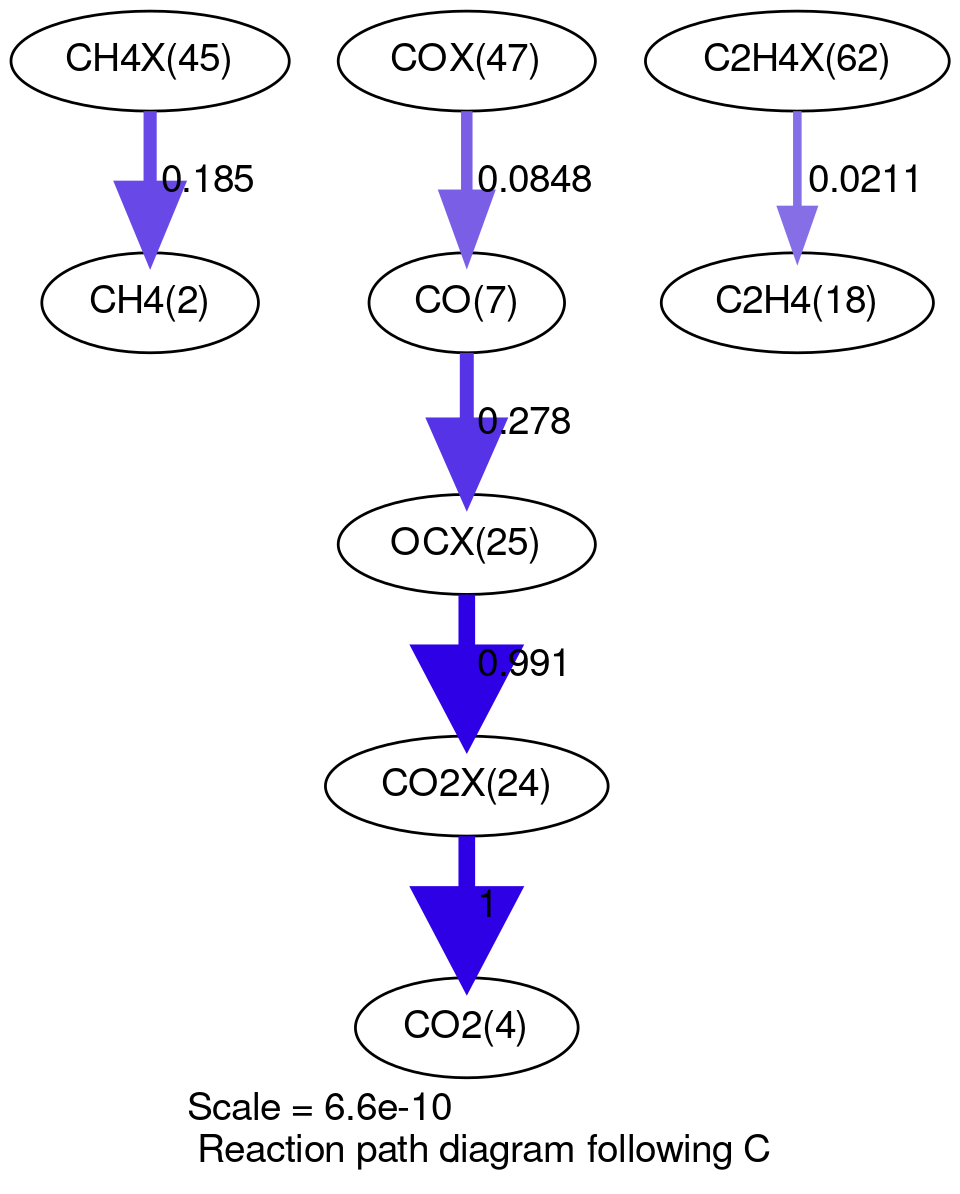 CH4X(45)
COX(47)
C2H4X(62)
0.185
0.0848
0.0211
CH4(2)
CO(7)
C2H4(18)
0.278
OCX(25)
0.991
CO2X(24)
1
CO2(4)
Scale = 6.6e-10
Reaction path diagram following C